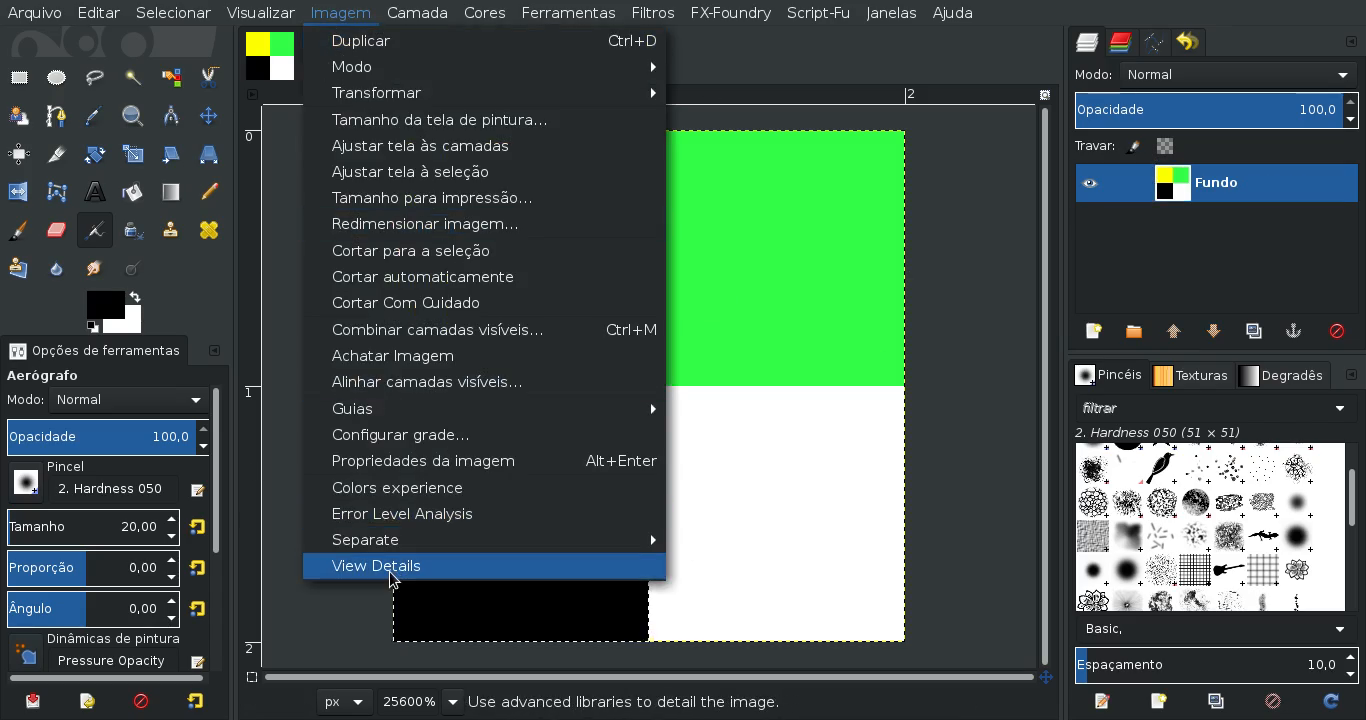 Arquivo Editar Selecionar Visualizar Imagem Camada Cores Ferramentas Filtros FX-Foundry Script-Fu Janelas Ajuda
Duplicar Ctrl+D
Modo
Transformar
Tamanho da tela de pintura...
Ajustar tela às camadas
Ajustar tela à seleção
Tamanho para impressão...
Redimensionar imagem...
Cortar para a seleção
Cortar automaticamente
Cortar Com Cuidado
Combinar camadas visíveis... Ctrl+M
Achatar Imagem
Alinhar camadas visíveis...
Guias
Configurar grade...
Propriedades da imagem Alt+Enter
Colors experience
Error Level Analysis
Separate
View Details
Opções de ferramentas
Aerógrafo
Modo: Normal
Opacidade 100,0
Pincel
2. Hardness 050
Tamanho 20,00
Proporção 0,00
Ângulo 0,00
Dinâmicas de pintura
Pressure Opacity
0
1
2
2
px 25600% Use advanced libraries to detail the image.
Modo: Normal
Opacidade 100,0
Travar:
Fundo
Pincéis Texturas Degradês
filtrar
2. Hardness 050 (51 × 51)
Basic,
Espaçamento 10,0